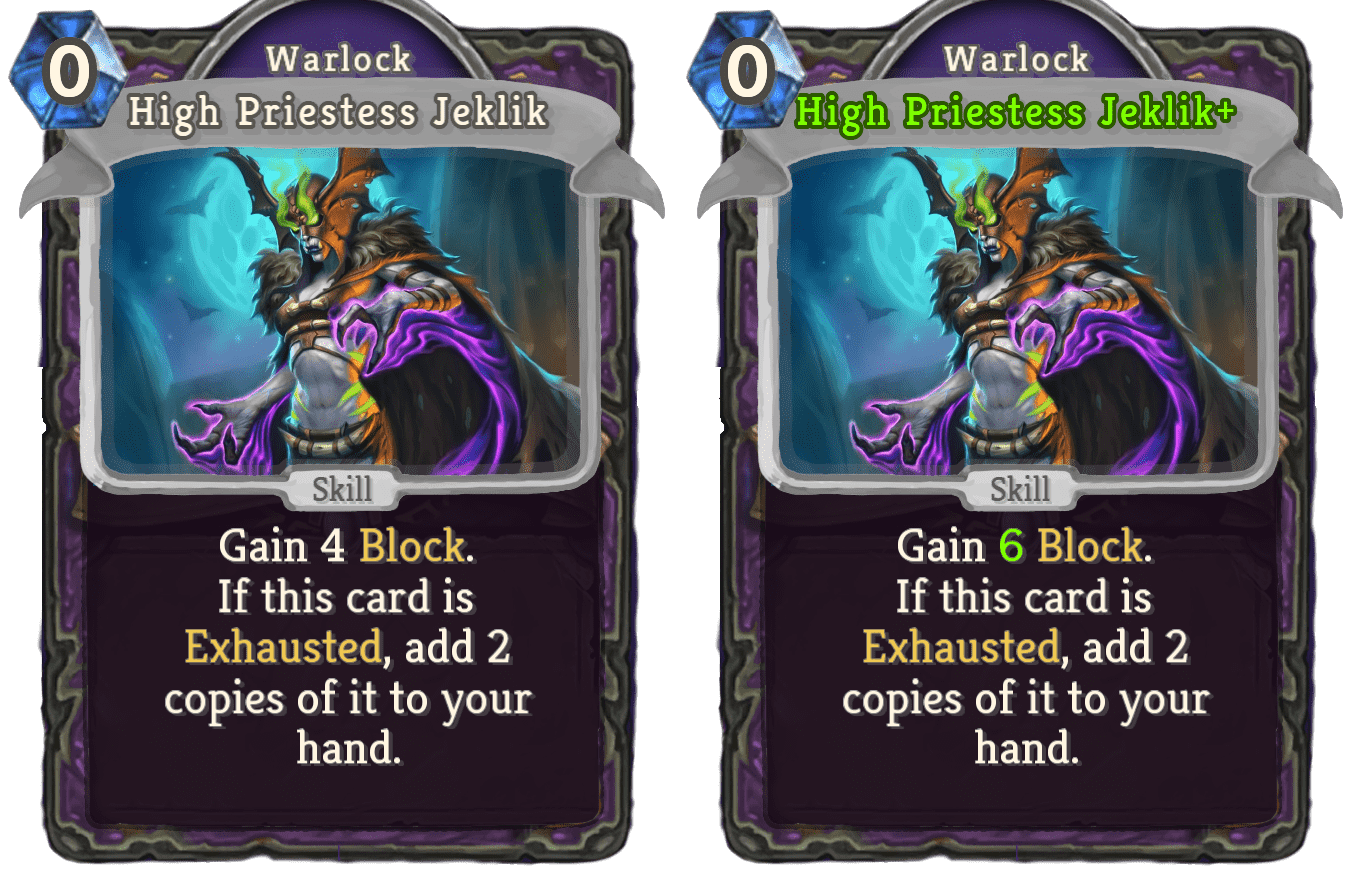 0
Warlock
High Priestess Jeklik
Skill
Gain 4 Block.
If this card is
Exhausted, add 2
copies of it to your
hand.
0
Warlock
High Priestess Jeklik+
Skill
Gain 6 Block.
If this card is
Exhausted, add 2
copies of it to your
hand.